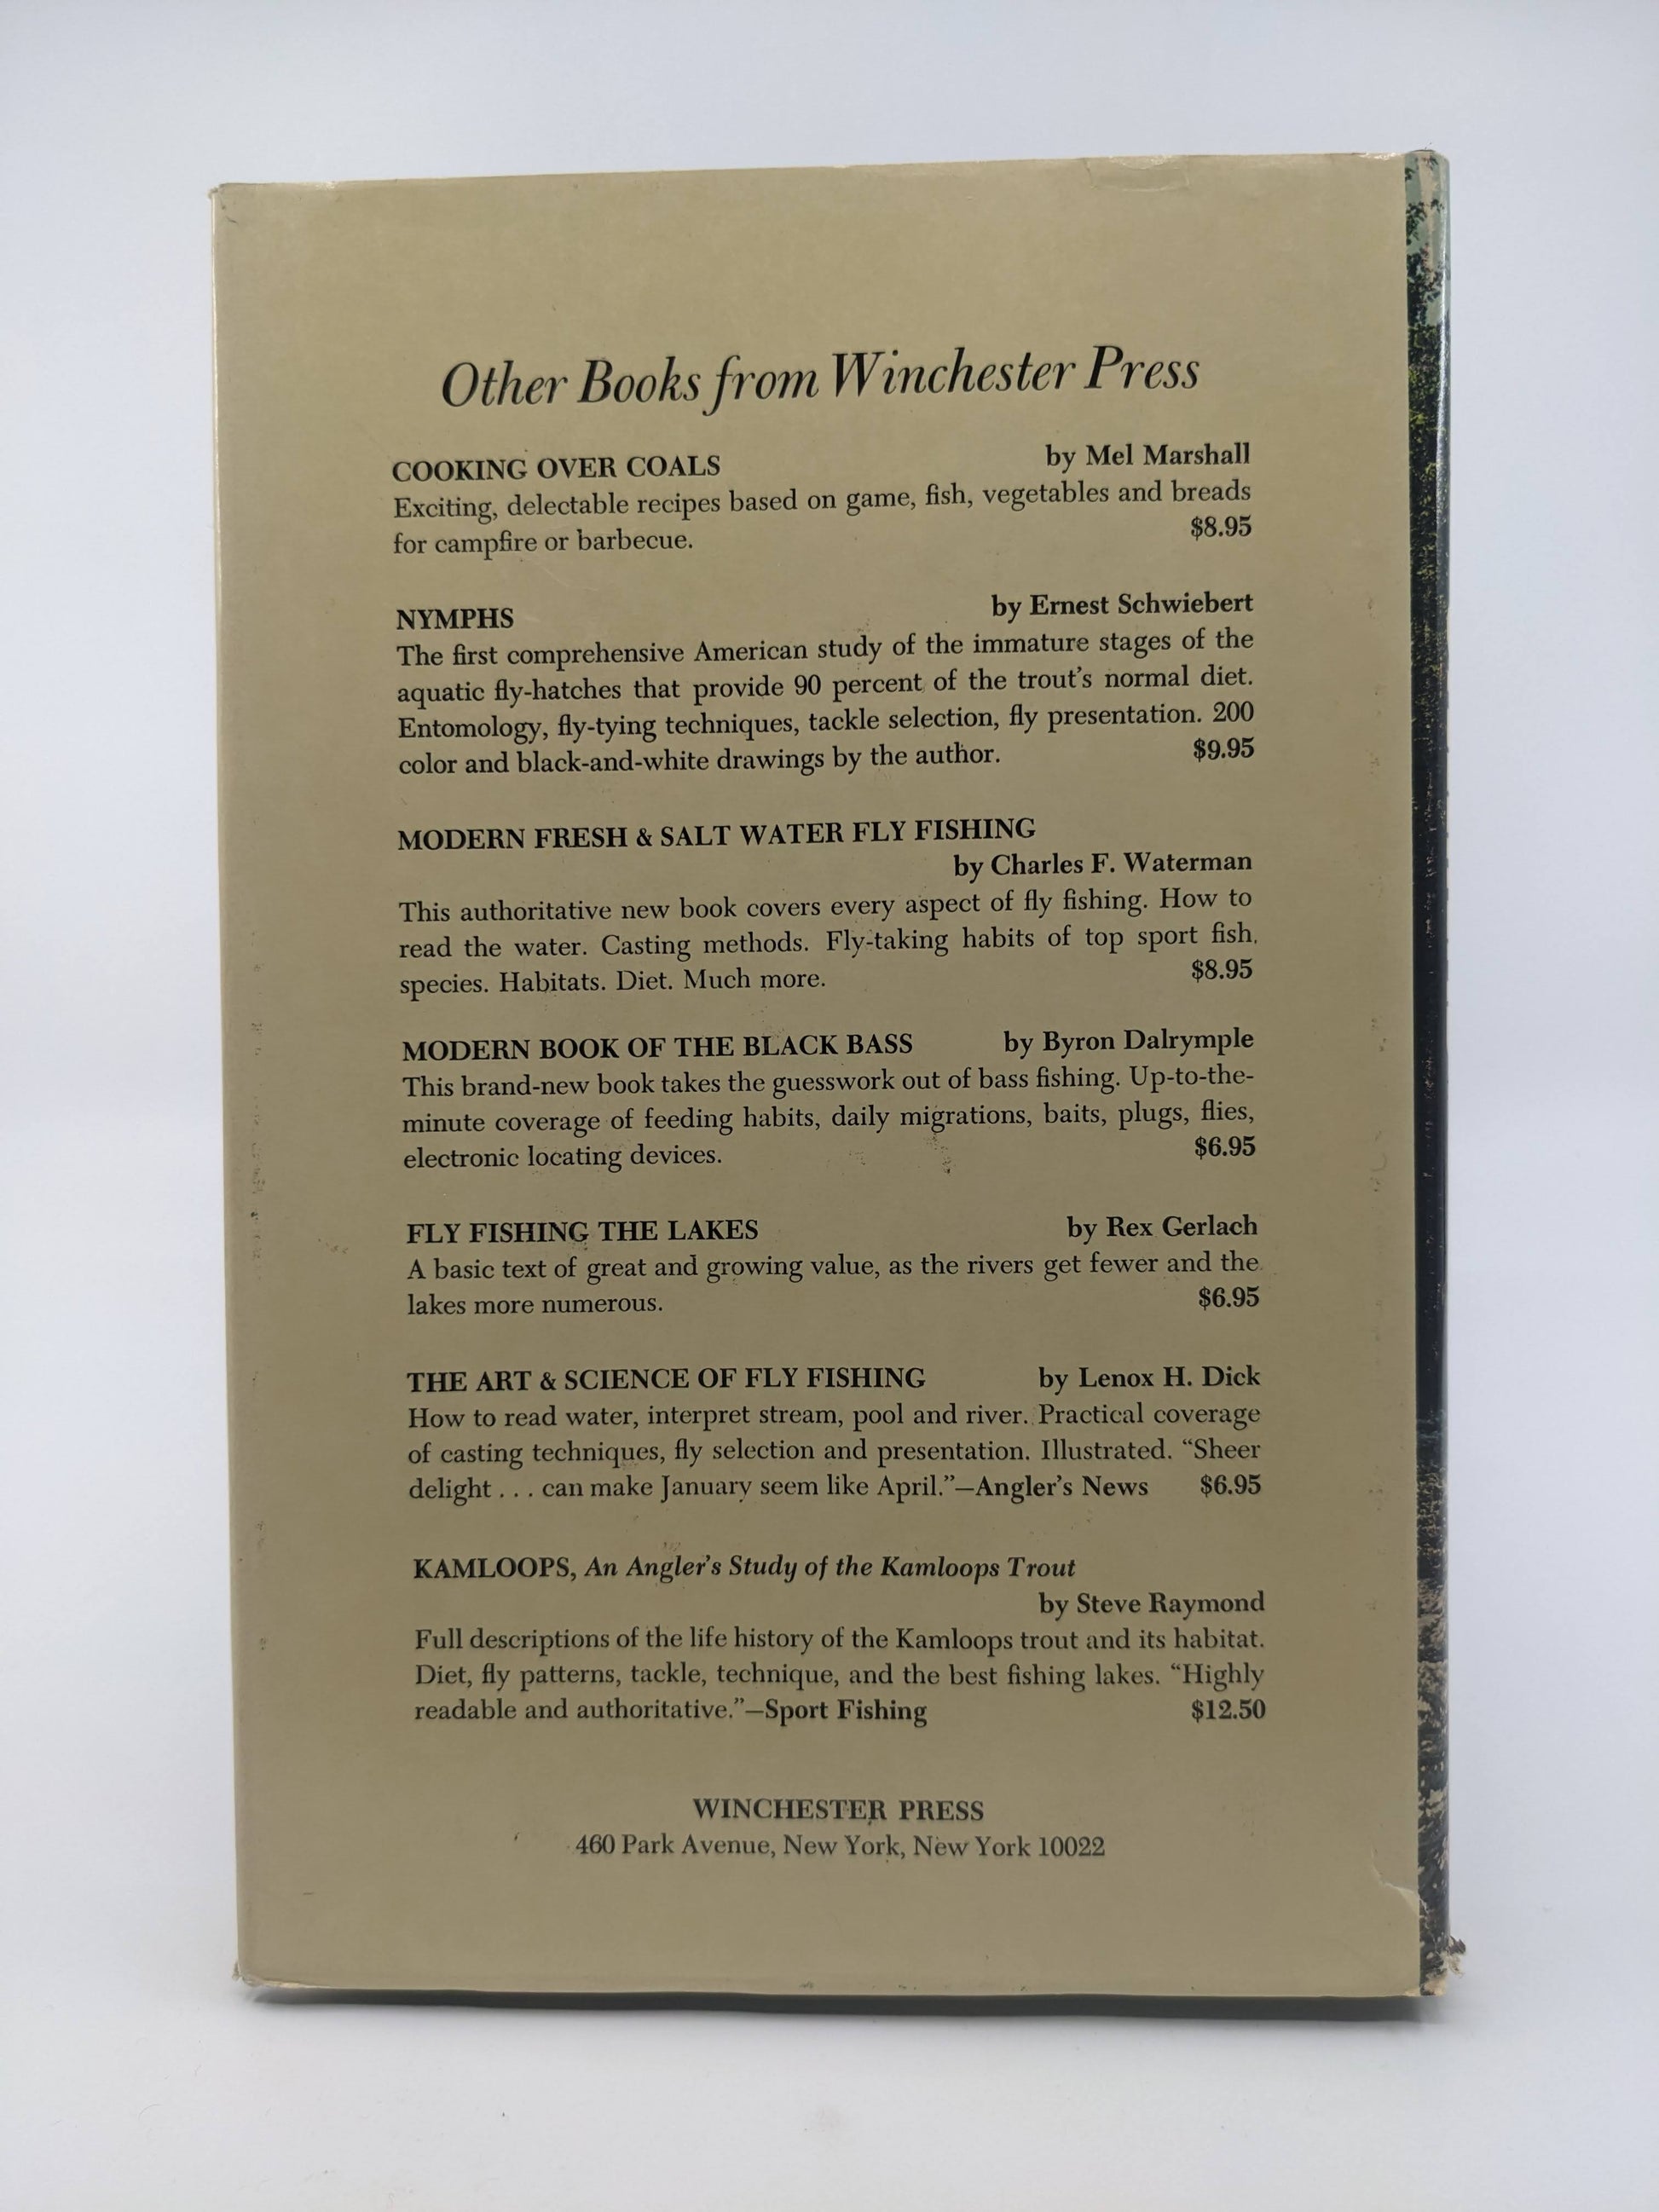 Other Books from Winchester Press
COOKING OVER COALS by Mel Marshall
Exciting, delectable recipes based on game, fish, vegetables and breads
for campfire or barbecue. $8.95
NYMPHS by Ernest Schwiebert
The first comprehensive American study of the immature stages of the
aquatic fly-hatches that provide 90 percent of the trout's normal diet.
Entomology, fly-tying techniques, tackle selection, fly presentation. 200
color and black-and-white drawings by the author. $9.95
MODERN FRESH & SALT WATER FLY FISHING
by Charles F. Waterman
This authoritative new book covers every aspect of fly fishing. How to
read the water. Casting methods. Fly-taking habits of top sport fish,
species. Habitats. Diet. Much more. $8.95
MODERN BOOK OF THE BLACK BASS by Byron Dalrymple
This brand-new book takes the guesswork out of bass fishing. Up-to-the-
minute coverage of feeding habits, daily migrations, baits, plugs, flies,
electronic locating devices. $6.95
FLY FISHING THE LAKES by Rex Gerlach
A basic text of great and growing value, as the rivers get fewer and the
lakes more numerous. $6.95
THE ART & SCIENCE OF FLY FISHING by Lenox H. Dick
How to read water, interpret stream, pool and river. Practical coverage
of casting techniques, fly selection and presentation. Illustrated. “Sheer
delight . . . can make January seem like April.”—Angler's News $6.95
KAMLOOPS, An Angler's Study of the Kamloops Trout
by Steve Raymond
Full descriptions of the life history of the Kamloops trout and its habitat.
Diet, fly patterns, tackle, technique, and the best fishing lakes. “Highly
readable and authoritative.”—Sport Fishing $12.50
WINCHESTER PRESS
460 Park Avenue, New York, New York 10022